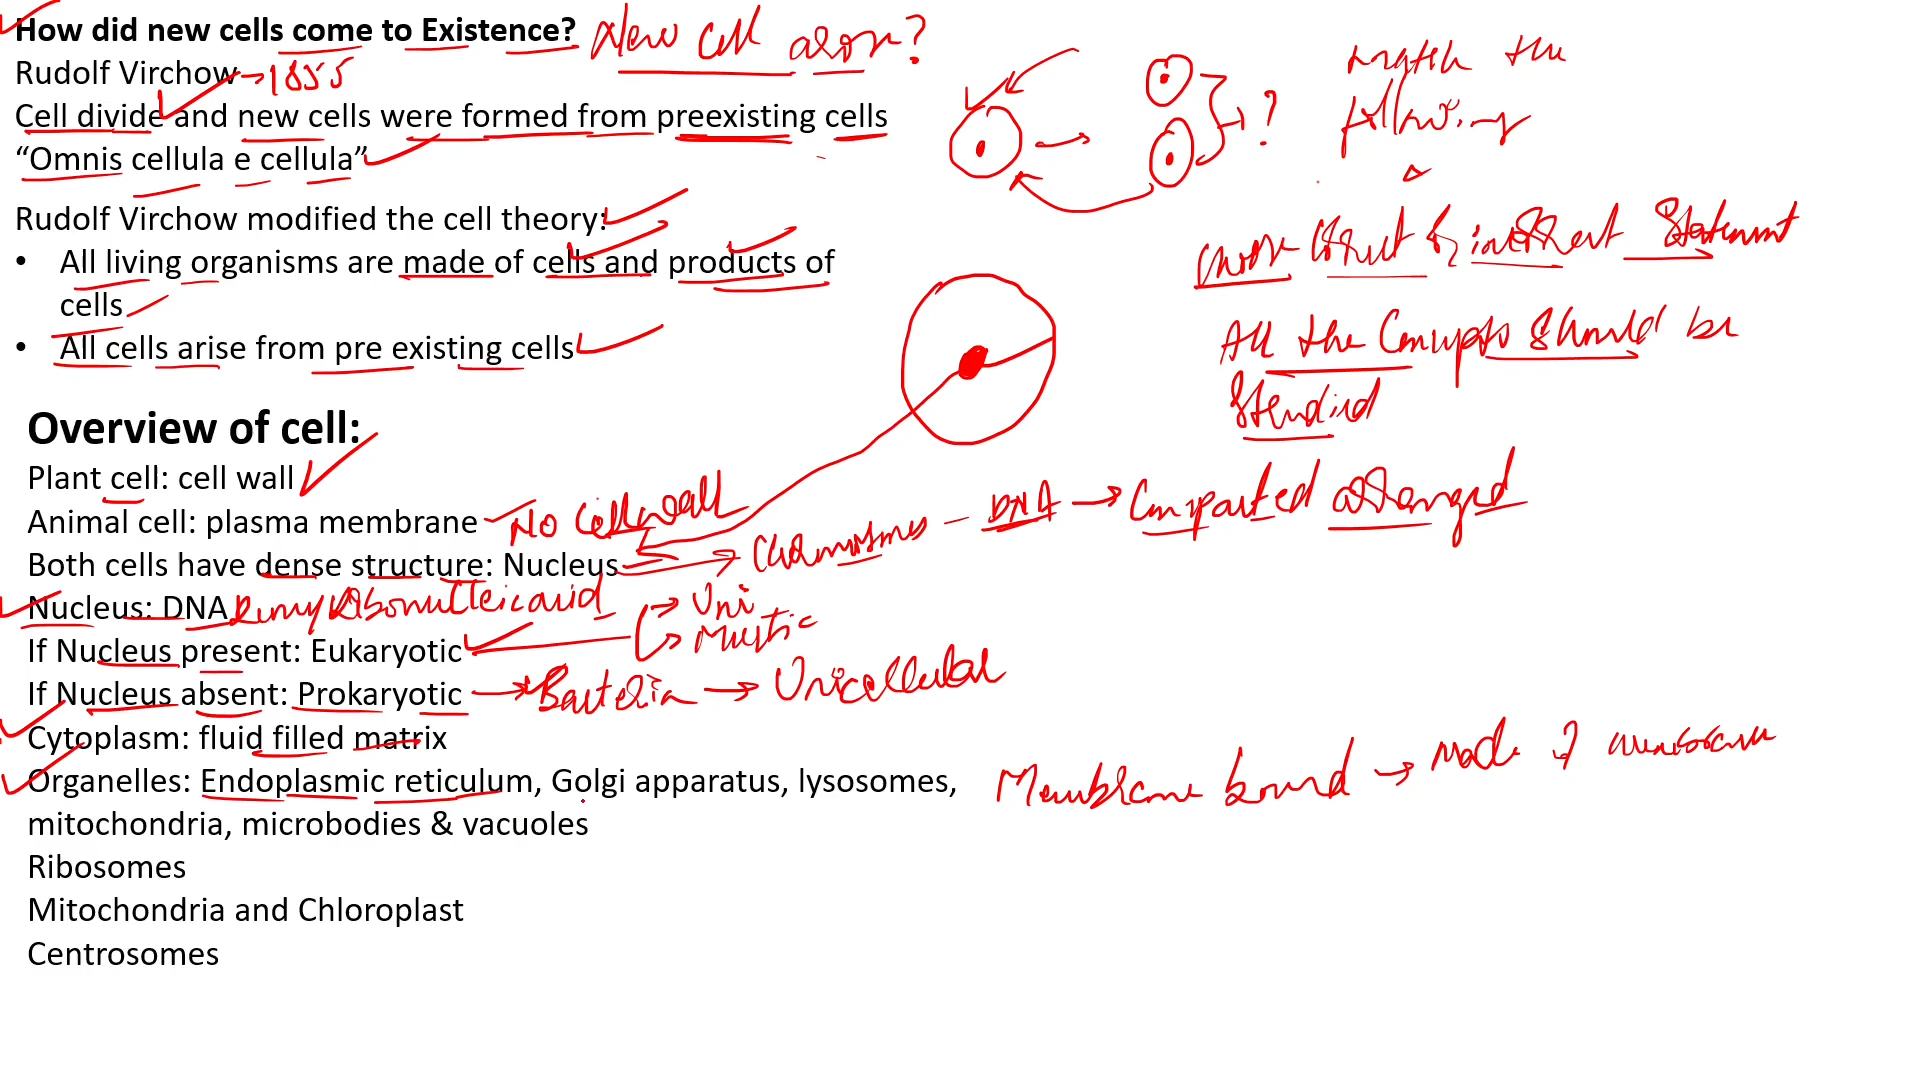 How did new cells come to Existence? New Cell arose?
Rudolf Virchow → 1855
Cell divide and new cells were formed from preexisting cells
“Omnis cellula e cellula”
Rudolf Virchow modified the cell theory:
• All living organisms are made of cells and products of
cells
• All cells arise from pre existing cells
?
match the
following
correct & incorrect Statement
All the Concepts Should be
Overview of cell:
Plant cell: cell wall
Animal cell: plasma membrane - No Cell wall
Both cells have dense structure: Nucleus → Chromosomes - DNA → Compacted arranged
Nucleus: DNA
If Nucleus present: Eukaryotic → Uni
If Nucleus absent: Prokaryotic → Bacteria → Unicellular
Cytoplasm: fluid filled matrix
Organelles: Endoplasmic reticulum, Golgi apparatus, lysosomes, Membrane bound → Made of membrane
mitochondria, microbodies & vacuoles
Ribosomes
Mitochondria and Chloroplast
Centrosomes